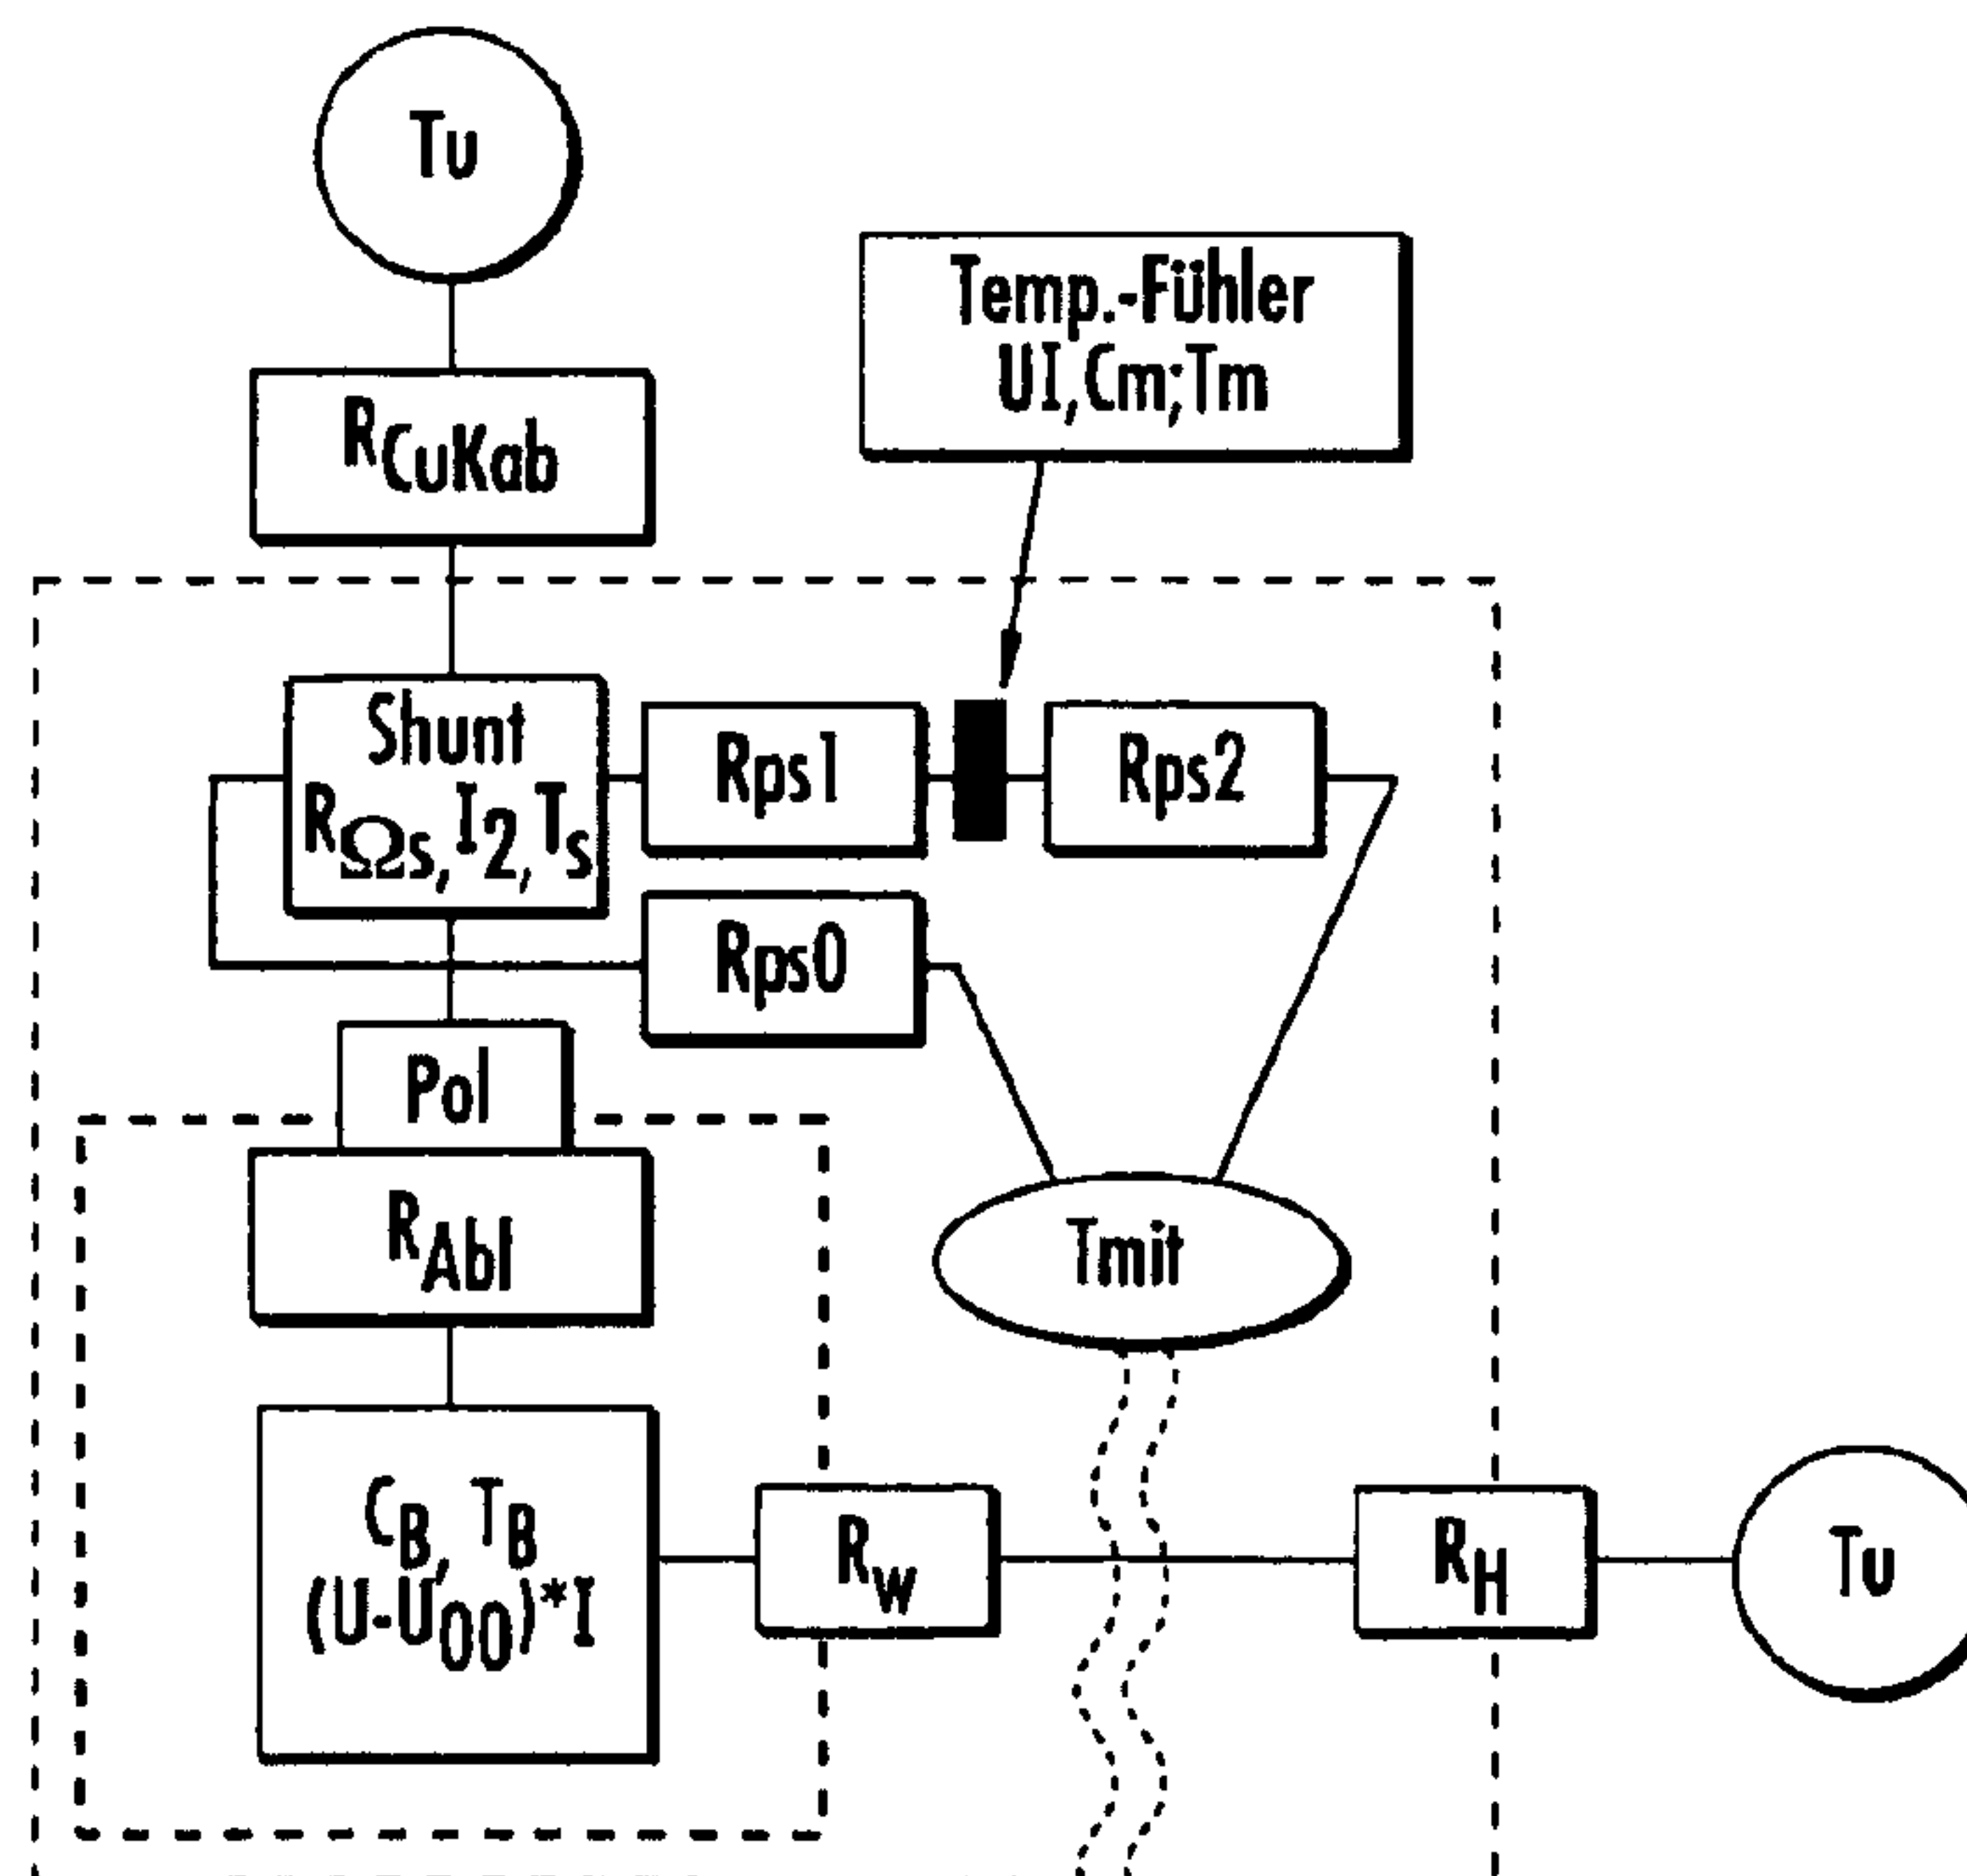 Tu
Temp.-Fühler
UI,Cm;Tm
RCuKab
Shunt
RΩs, I2, Ts
Rps1
Rps2
Rps0
Pol
RAbl
Tmit
CB, TB
(U-U'00)*I
Rw
RH
Tu